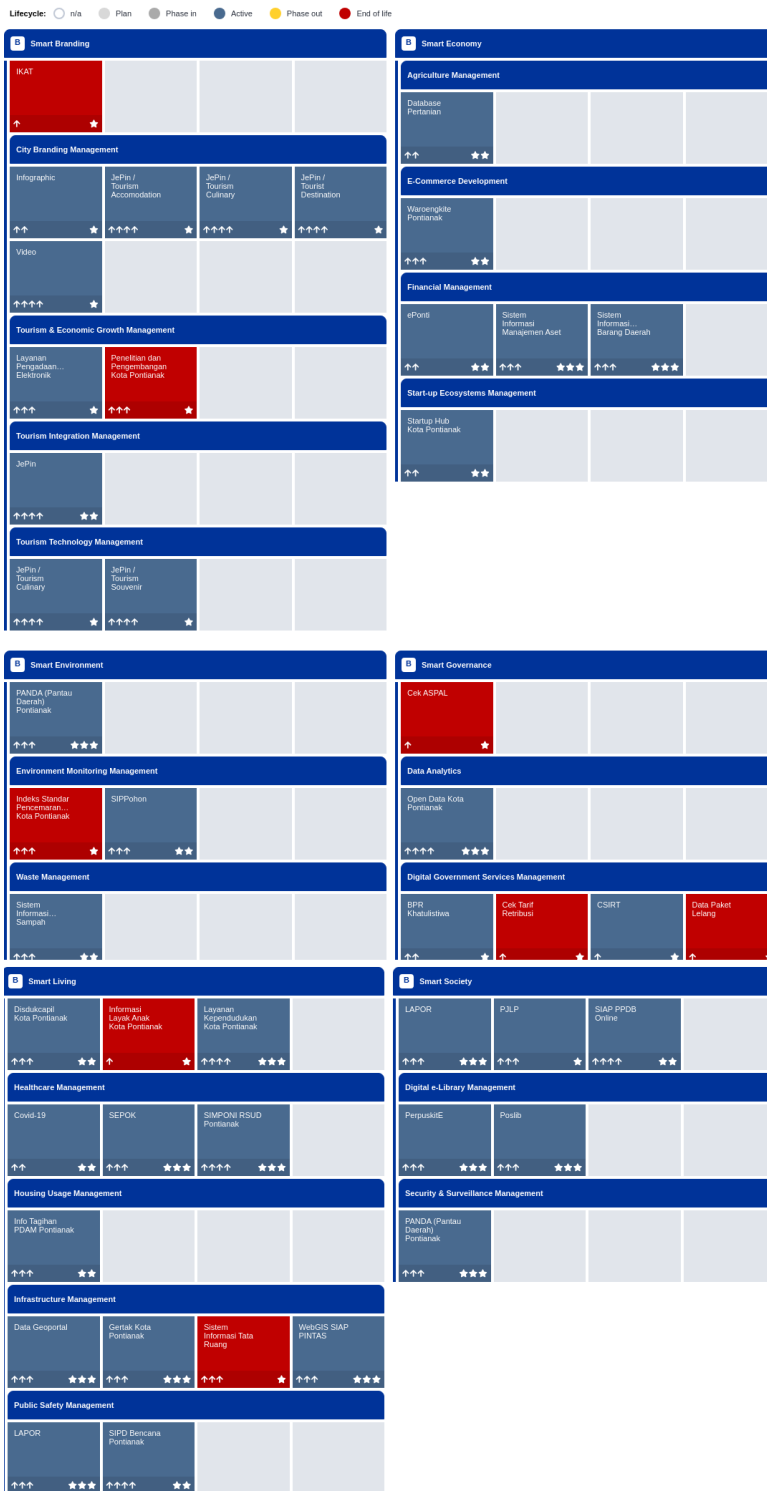 Lifecycle: n/a Plan Phase in Active Phase out End of life
B Smart Branding
IKAT
City Branding Management
Infographic
JePin /
Tourism
Accomodation
JePin /
Tourism
Culinary
JePin /
Tourist
Destination
Video
Tourism & Economic Growth Management
Layanan
Pengadaan...
Elektronik
Penelitian dan
Pengembangan
Kota Pontianak
Tourism Integration Management
JePin
Tourism Technology Management
JePin /
Tourism
Culinary
JePin /
Tourism
Souvenir
B Smart Economy
Agriculture Management
Database
Pertanian
E-Commerce Development
Waroengkite
Pontianak
Financial Management
ePonti
Sistem
Informasi
Manajemen Aset
Sistem
Informasi...
Barang Daerah
Start-up Ecosystems Management
Startup Hub
Kota Pontianak
B Smart Environment
PANDA (Pantau
Daerah)
Pontianak
Environment Monitoring Management
Indeks Standar
Pencemaran...
Kota Pontianak
SIPPohon
Waste Management
Sistem
Informasi...
Sampah
B Smart Governance
Cek ASPAL
Data Analytics
Open Data Kota
Pontianak
Digital Government Services Management
BPR
Khatulistiwa
Cek Tarif
Retribusi
CSIRT
Data Paket
Lelang
B Smart Living
Disdukcapil
Kota Pontianak
Informasi
Layak Anak
Kota Pontianak
Layanan
Kependudukan
Kota Pontianak
Healthcare Management
Covid-19
SEPOK
SIMPONI RSUD
Pontianak
Housing Usage Management
Info Tagihan
PDAM Pontianak
Infrastructure Management
Data Geoportal
Gertak Kota
Pontianak
Sistem
Informasi Tata
Ruang
WebGIS SIAP
PINTAS
Public Safety Management
LAPOR
SIPD Bencana
Pontianak
B Smart Society
LAPOR
PJLP
SIAP PPDB
Online
Digital e-Library Management
PerpuskitE
Poslib
Security & Surveillance Management
PANDA (Pantau
Daerah)
Pontianak